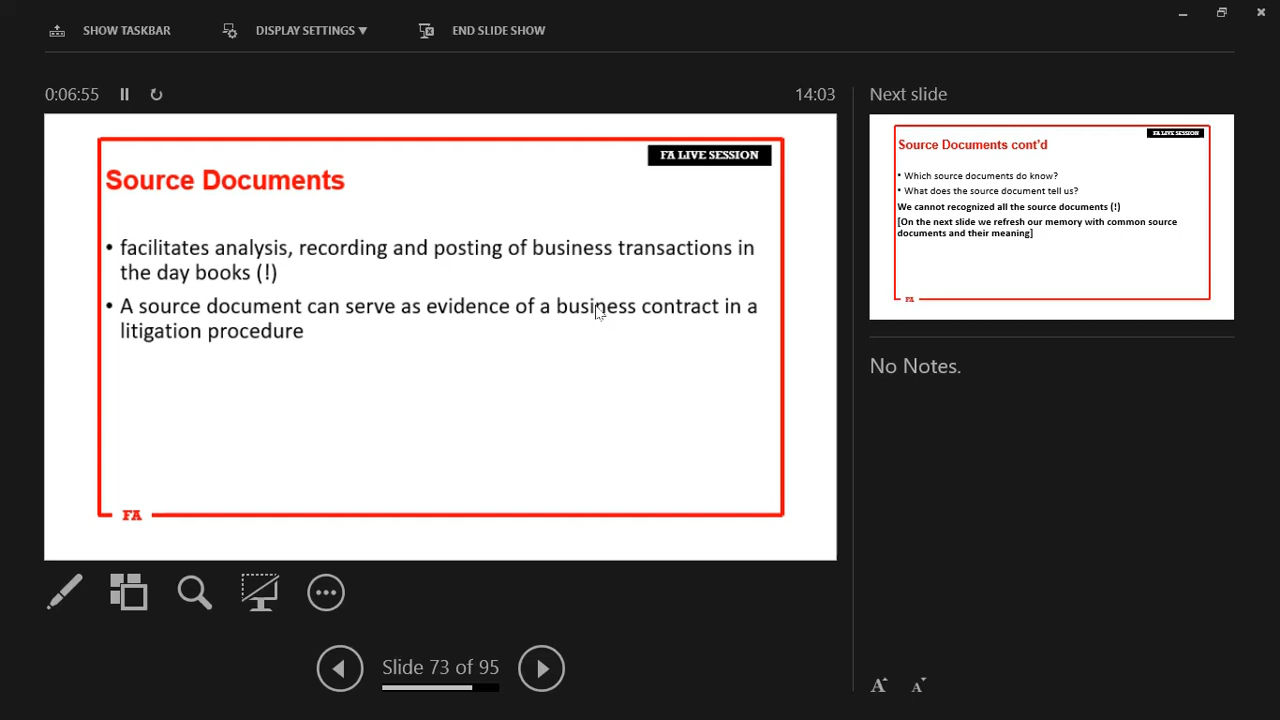 SHOW TASKBAR
DISPLAY SETTINGS ▼
END SLIDE SHOW
0:06:55
14:03
FA LIVE SESSION
Source Documents
• facilitates analysis, recording and posting of business transactions in
the day books (!)
• A source document can serve as evidence of a business contract in a
litigation procedure
FA
Slide 73 of 95
Next slide
FA LIVE SESSION
Source Documents cont'd
• Which source documents do know?
• What does the source document tell us?
We cannot recognized all the source documents (!)
[On the next slide we refresh our memory with common source
documents and their meaning]
FA
No Notes.
A A